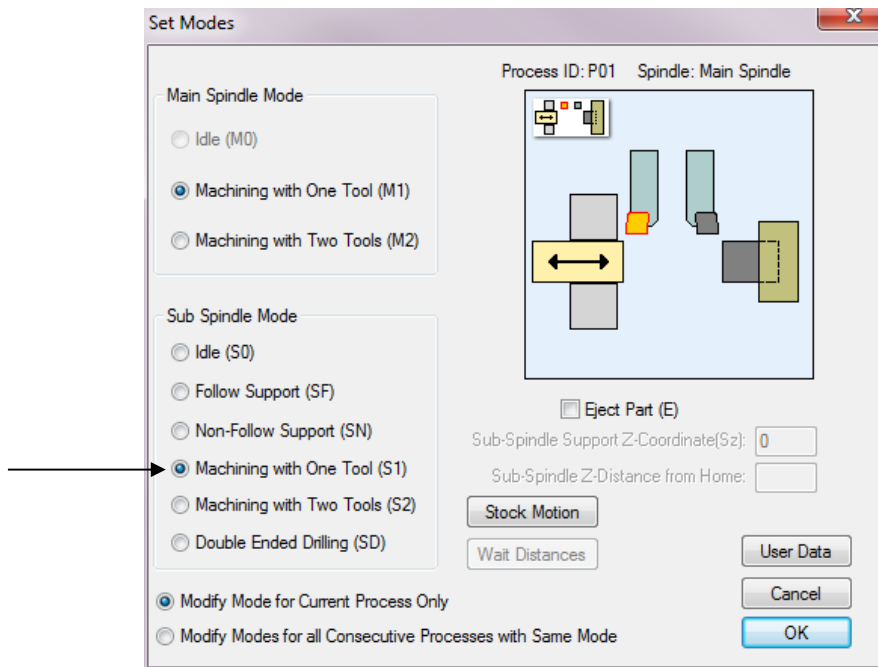 Set Modes
Process ID: P01 Spindle: Main Spindle
Main Spindle Mode
Idle (M0)
Machining with One Tool (M1)
Machining with Two Tools (M2)
Sub Spindle Mode
Idle (S0)
Follow Support (SF)
Non-Follow Support (SN)
Machining with One Tool (S1)
Machining with Two Tools (S2)
Double Ended Drilling (SD)
Eject Part (E)
Sub-Spindle Support Z-Coordinate(Sz): 0
Sub-Spindle Z-Distance from Home:
Stock Motion
Wait Distances
User Data
Modify Mode for Current Process Only
Cancel
Modify Modes for all Consecutive Processes with Same Mode
OK